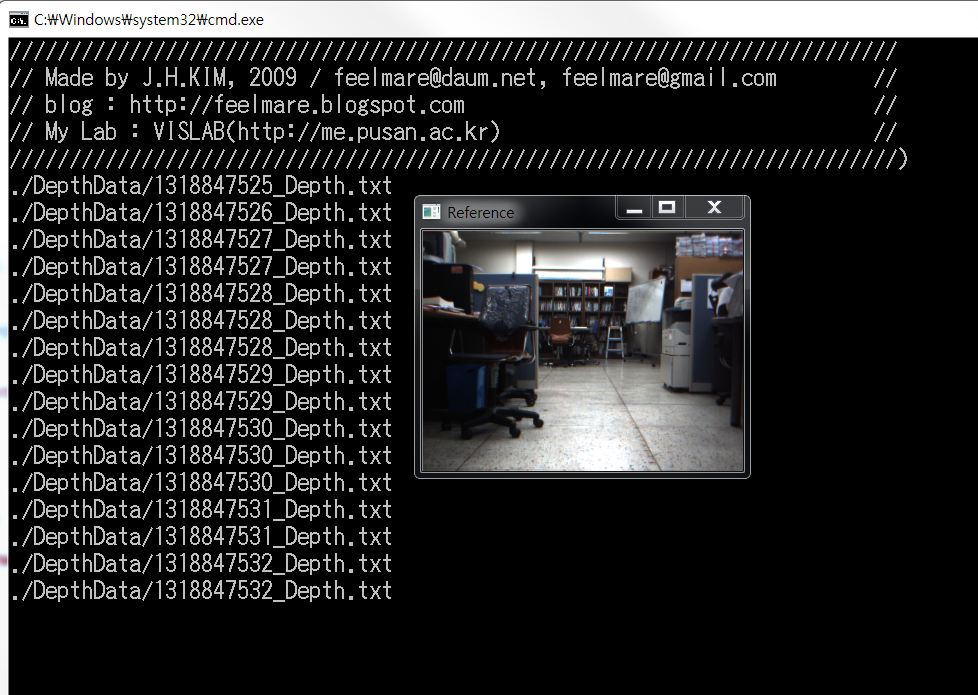 C:₩Windows₩system32₩cmd.exe
//////////////////////////////////////////////////////////////////////////
// Made by J.H.KIM, 2009 / feelmare@daum.net, feelmare@gmail.com        //
// blog : http://feelmare.blogspot.com                                  //
// My Lab : VISLAB(http://me.pusan.ac.kr)                               //
//////////////////////////////////////////////////////////////////////////)
./DepthData/1318847525_Depth.txt
./DepthData/1318847526_Depth.txt
./DepthData/1318847527_Depth.txt
./DepthData/1318847527_Depth.txt
./DepthData/1318847528_Depth.txt
./DepthData/1318847528_Depth.txt
./DepthData/1318847528_Depth.txt
./DepthData/1318847529_Depth.txt
./DepthData/1318847529_Depth.txt
./DepthData/1318847530_Depth.txt
./DepthData/1318847530_Depth.txt
./DepthData/1318847530_Depth.txt
./DepthData/1318847531_Depth.txt
./DepthData/1318847531_Depth.txt
./DepthData/1318847532_Depth.txt
./DepthData/1318847532_Depth.txt
Reference